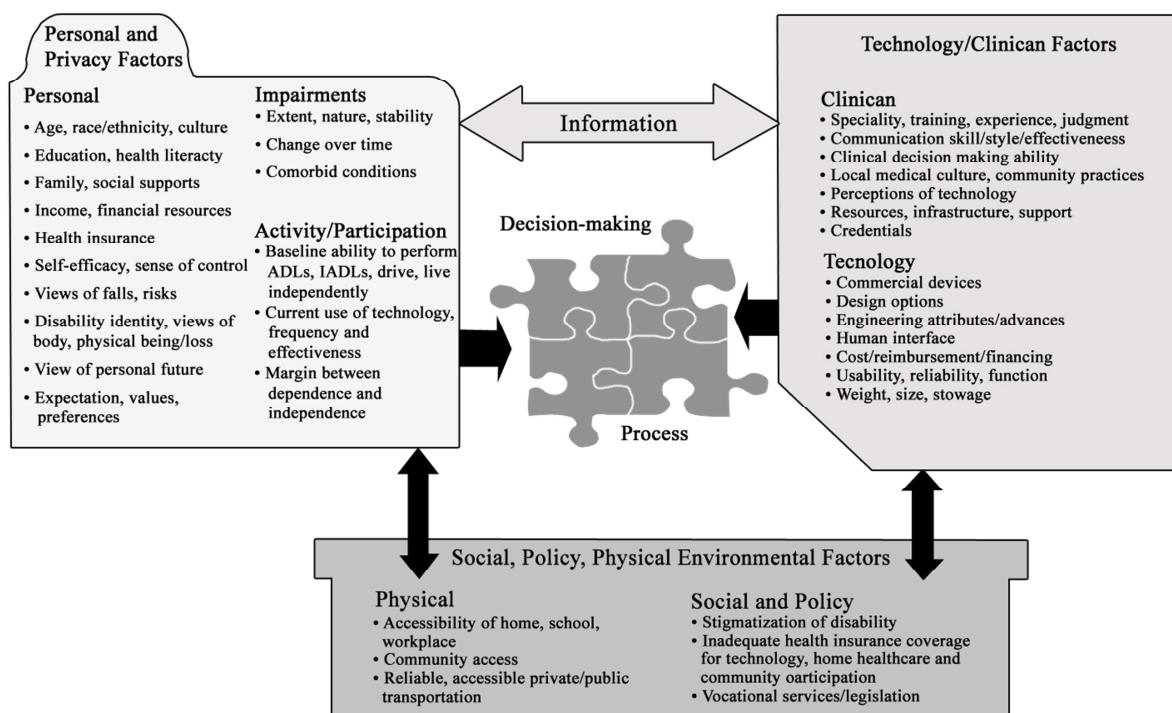 Personal and
Privacy Factors
Personal
• Age, race/ethnicity, culture
• Education, health literacty
• Family, social supports
• Income, financial resources
• Health insurance
• Self-efficacy, sense of control
• Views of falls, risks
• Disability identity, views of
body, physical being/loss
• View of personal future
• Expectation, values,
preferences
Impairments
• Extent, nature, stability
• Change over time
• Comorbid conditions
Activity/Participation
• Baseline ability to perform
ADLs, IADLs, drive, live
independently
• Current use of technology,
frequency and
effectiveness
• Margin between
dependence and
independence
Information
Decision-making
Process
Technology/Clinican Factors
Clinican
• Speciality, training, experience, judgment
• Communication skill/style/effectiveneess
• Clinical decision making ability
• Local medical culture, community practices
• Perceptions of technology
• Resources, infrastructure, support
• Credentials
Tecnology
• Commercial devices
• Design options
• Engineering attributes/advances
• Human interface
• Cost/reimbursement/financing
• Usability, reliability, function
• Weight, size, stowage
Social, Policy, Physical Environmental Factors
Physical
• Accessibility of home, school,
workplace
• Community access
• Reliable, accessible private/public
transportation
Social and Policy
• Stigmatization of disability
• Inadequate health insurance coverage
for technology, home healthcare and
community oarticipation
• Vocational services/legislation